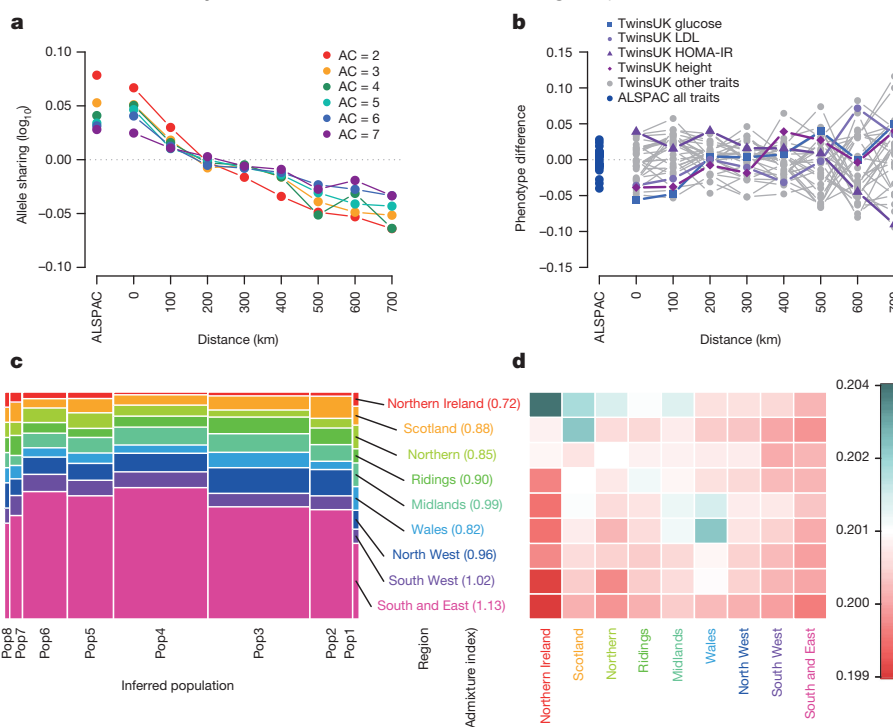 a
0.10
0.05
0.00
−0.05
−0.10
Allele sharing (log10)
AC = 2
AC = 3
AC = 4
AC = 5
AC = 6
AC = 7
ALSPAC
0
100
200
300
400
500
600
700
Distance (km)
b
TwinsUK glucose
TwinsUK LDL
TwinsUK HOMA-IR
TwinsUK height
TwinsUK other traits
ALSPAC all traits
0.15
0.10
0.05
0.00
−0.05
−0.10
−0.15
Phenotype difference
ALSPAC
0
100
200
300
400
500
600
700
Distance (km)
c
Northern Ireland (0.72)
Scotland (0.88)
Northern (0.85)
Ridings (0.90)
Midlands (0.99)
Wales (0.82)
North West (0.96)
South West (1.02)
South and East (1.13)
Pop8
Pop7
Pop6
Pop5
Pop4
Pop3
Pop2
Pop1
Inferred population
Region
Admixture index)
d
0.204
0.202
0.201
0.200
0.199
Northern Ireland
Scotland
Northern
Ridings
Midlands
Wales
North West
South West
South and East